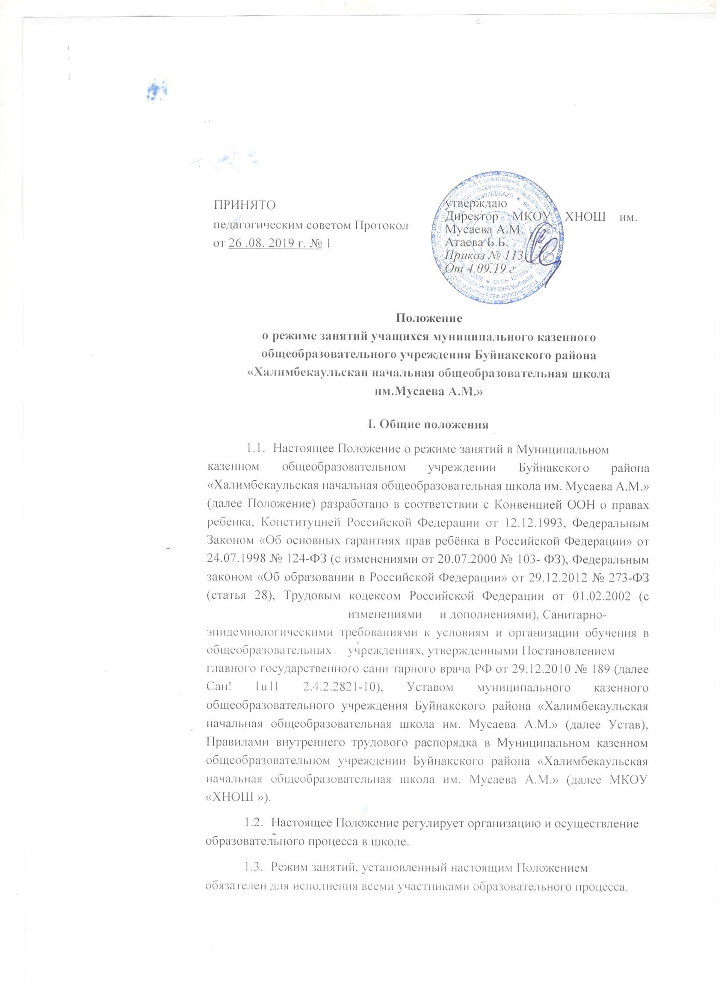 ПРИНЯТО
педагогическим советом Протокол
от 26 .08. 2019 г. № 1
утверждаю
Директор МКОУ ХНОШ им.
Мусаева А.М.
Атаева Б.Б.
Приказ № 113
От 4.09.19 г
Положение
о режиме занятий учащихся муниципального казенного
общеобразовательного учреждения Буйнакского района
«Халимбекаульскан начальная общеобразовательная школа
им.Мусаева А.М.»
I. Общие положения
1.1. Настоящее Положение о режиме занятий в Муниципальном
казенном общеобразовательном учреждении Буйнакского района
«Халимбекаульская начальная общеобразовательная школа им. Мусаева А.М.»
(далее Положение) разработано в соответствии с Конвенцией ООН о правах
ребенка, Конституцией Российской Федерации от 12.12.1993, Федеральным
Законом «Об основных гарантиях прав ребёнка в Российской Федерации» от
24.07.1998 № 124-ФЗ (с изменениями от 20.07.2000 № 103- ФЗ), Федеральным
законом «Об образовании в Российской Федерации» от 29.12.2012 № 273-ФЗ
(статья 28), Трудовым кодексом Российской Федерации от 01.02.2002 (с
изменениями и дополнениями), Санитарно-
эпидемиологическими требованиями к условиям и организации обучения в
общеобразовательных учреждениях, утвержденными Постановлением
главного государственного сани тарного врача РФ от 29.12.2010 № 189 (далее
Сан! 1u11 2.4.2.2821-10), Уставом муниципального казенного
общеобразовательного учреждения Буйнакского района «Халимбекаульская
начальная общеобразовательная школа им. Мусаева А.М.» (далее Устав),
Правилами внутреннего трудового распорядка в Муниципальном казенном
общеобразовательном учреждении Буйнакского района «Халимбекаульская
начальная общеобразовательная школа им. Мусаева А.М.» (далее МКОУ
«ХНОШ »).
1.2. Настоящее Положение регулирует организацию и осуществление
образовательного процесса в школе.
1.3. Режим занятий, установленный настоящим Положением
обязателен для исполнения всеми участниками образовательного процесса.